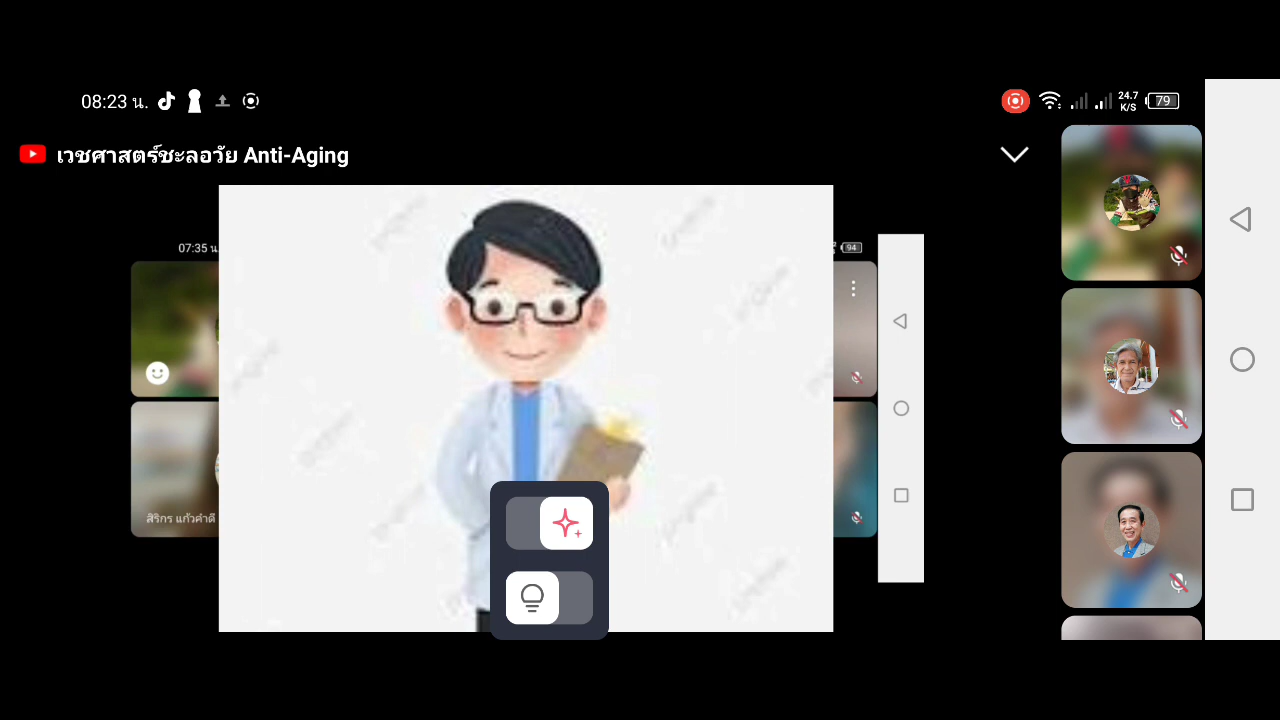 08:23 น.
24.7
K/S
79
เวชศาสตร์ชะลอวัย Anti-Aging
07:35 น
94
สิริกร แก้วคำดี